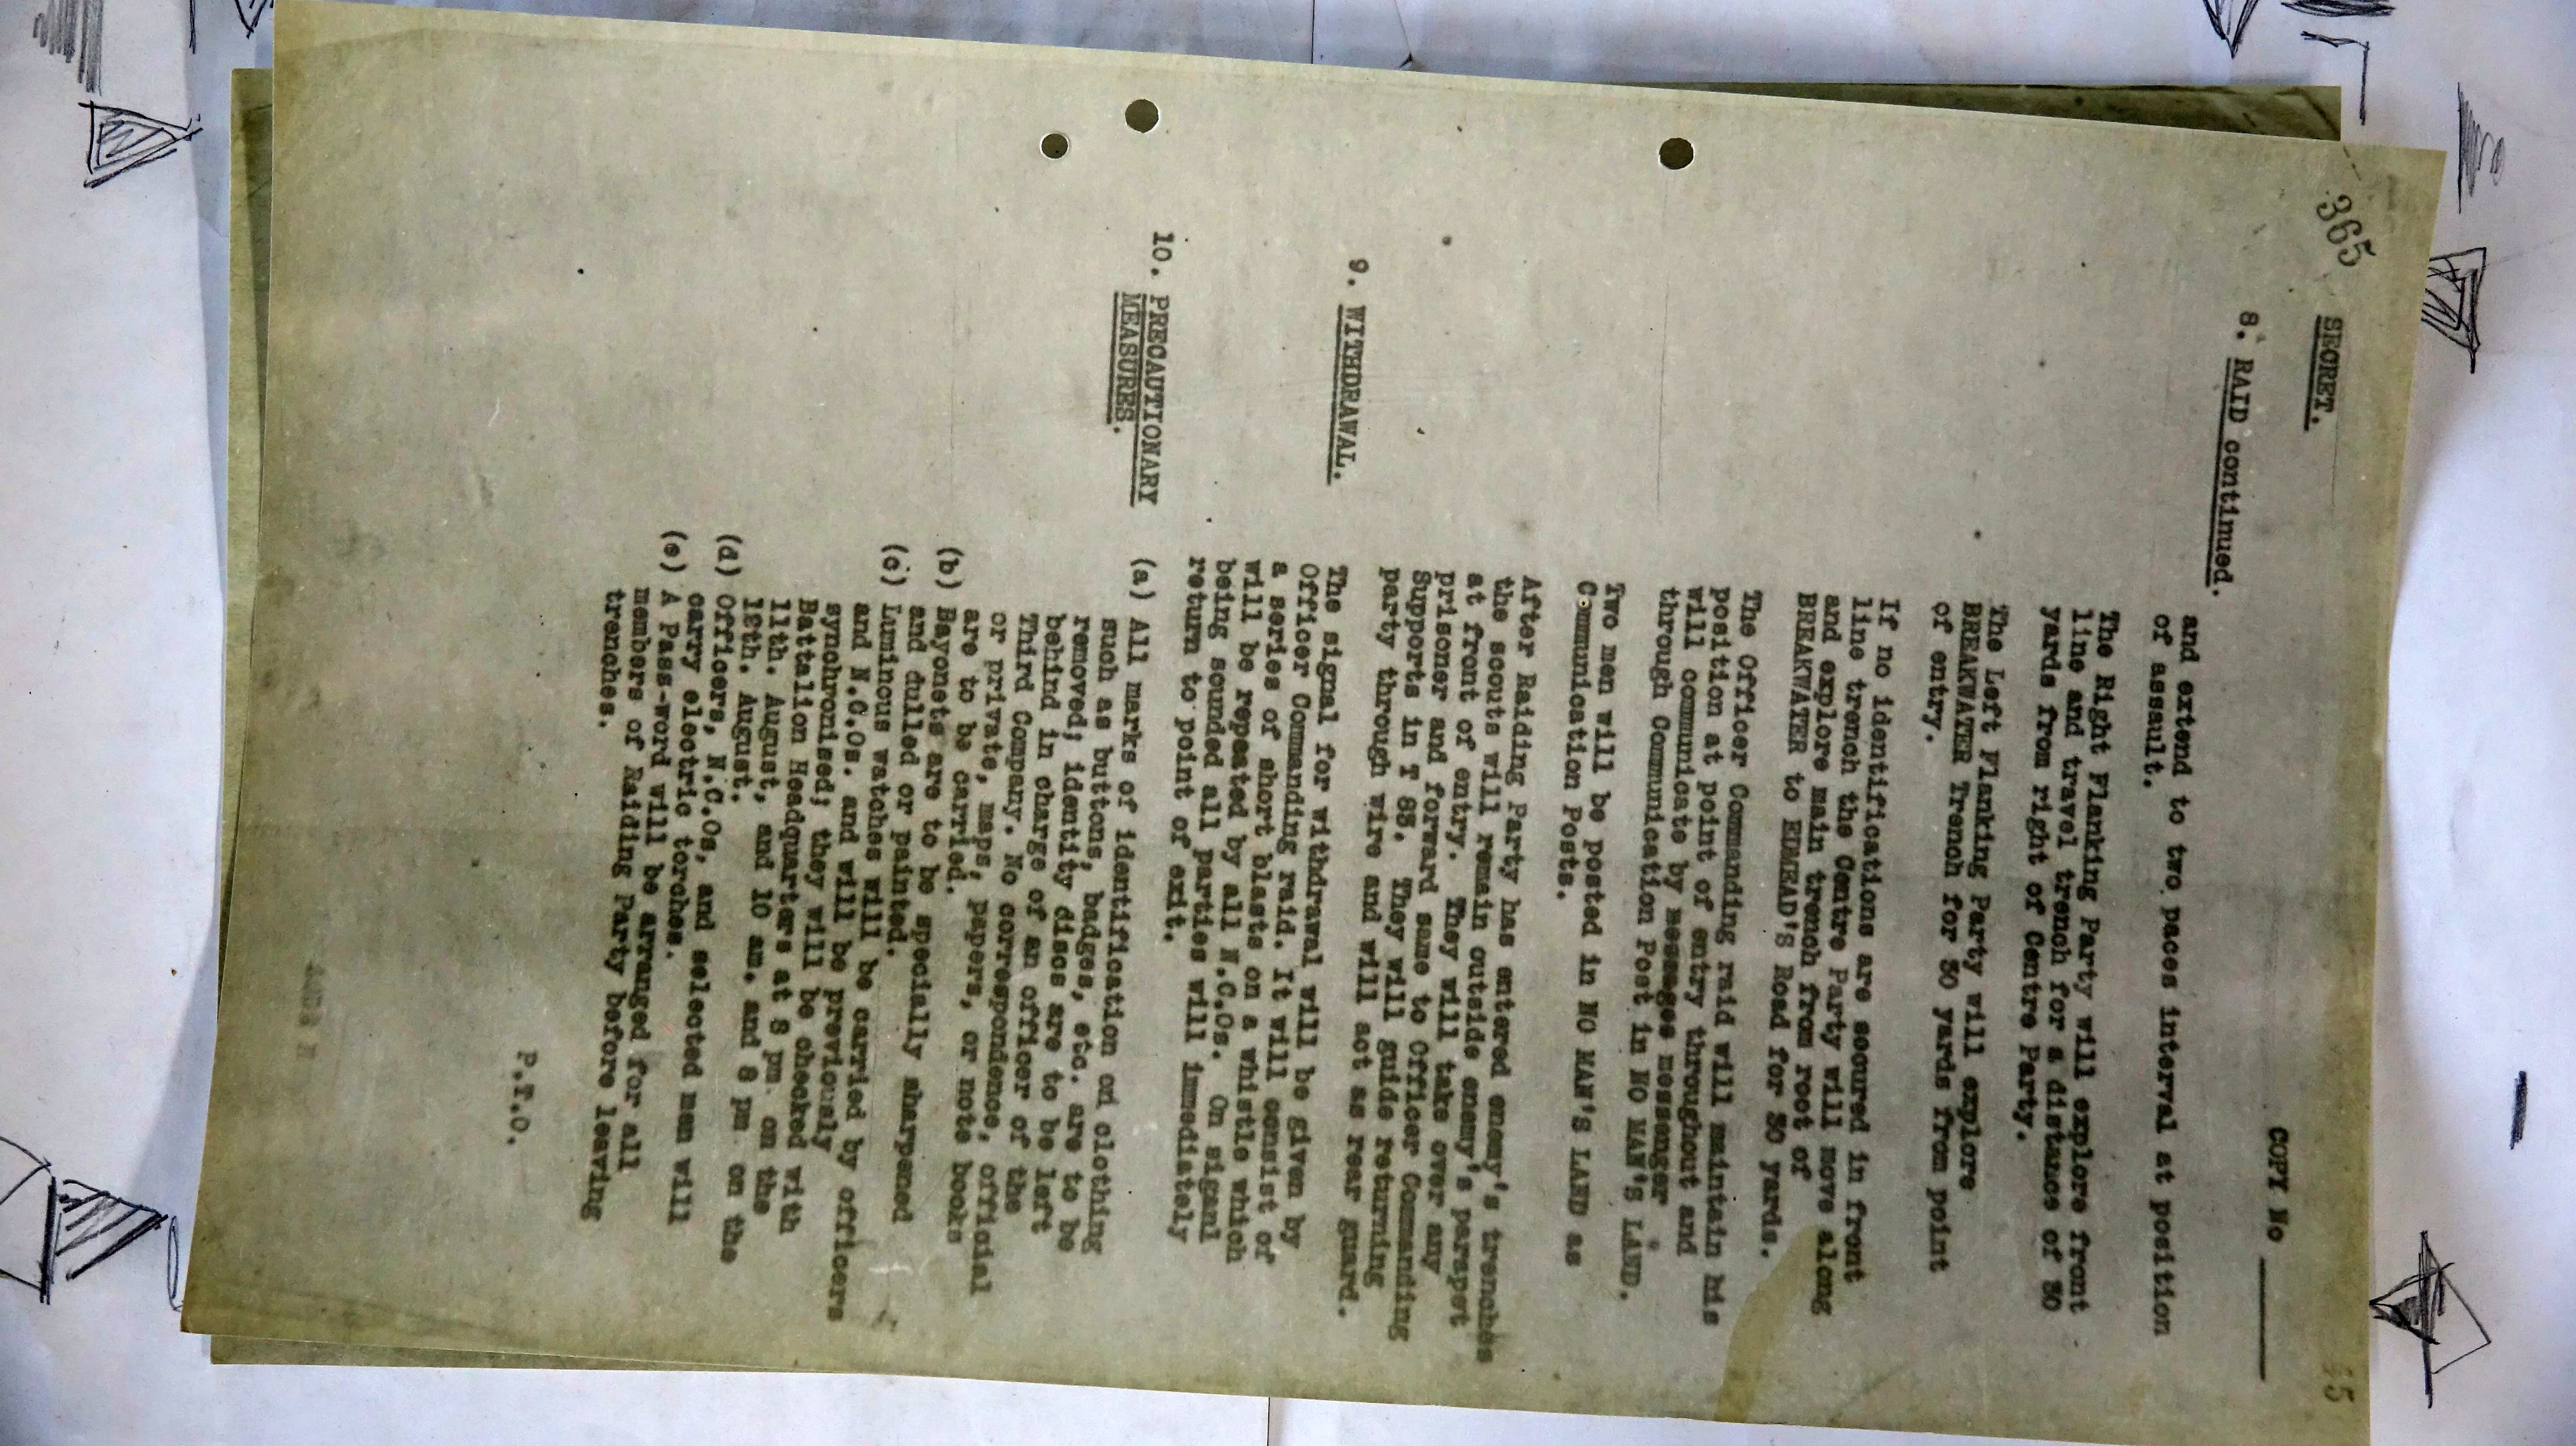 365
SECRET.
COPY No
8. RAID continued.
and extend to two paces interval at position
of assault.
The Right Flanking Party will explore front
line and travel trench for a distance of 30
yards from right of Centre Party.
The Left Flanking Party will explore
BREAKWATER Trench for 30 yards from point
of entry.
If no identifications are secured in front
line trench the Centre Party will move along
and explore main trench from root of
BREAKWATER to EDMEAD'S Road for 30 yards.
The Officer Commanding raid will maintain his
position at point of entry throughout and
will communicate by messages messenger
through Communication Post in NO MAN'S LAND.
Two men will be posted in NO MAN'S LAND as
Communication Posts.
After Raiding Party has entered enemy's trenches
the scouts will remain outside enemy's parapet
at front of entry. They will take over any
prisoner and forward same to Officer Commanding
Supports in T 83. They will guide returning
party through wire and will act as rear guard.
9. WITHDRAWAL.
The signal for withdrawal will be given by
Officer Commanding raid. It will consist of
a series of short blasts on a whistle which
will be repeated by all N.C.Os. On siganl
being sounded all parties will immediately
return to point of exit.
10. PRECAUTIONARY
MEASURES.
(a) All marks of identification on clothing
such as buttons, badges, etc. are to be
removed; identity discs are to be left
behind in charge of an officer of the
Third Company. No correspondence, official
or private, maps, papers, or note books
are to be carried.
(b) Bayonets are to be specially sharpened
and dulled or painted.
(c) Luminous watches will be carried by officers
and N.C.Os. and will be previously
synchronised; they will be checked with
Battalion Headquarters at 8 pm on the
11th. August, and 10 am. and 8 pm on the
12th. August.
(d) Officers, N.C.Os, and selected men will
carry electric torches.
(e) A Pass-word will be arranged for all
members of Raiding Party before leaving
trenches.
P.T.O.